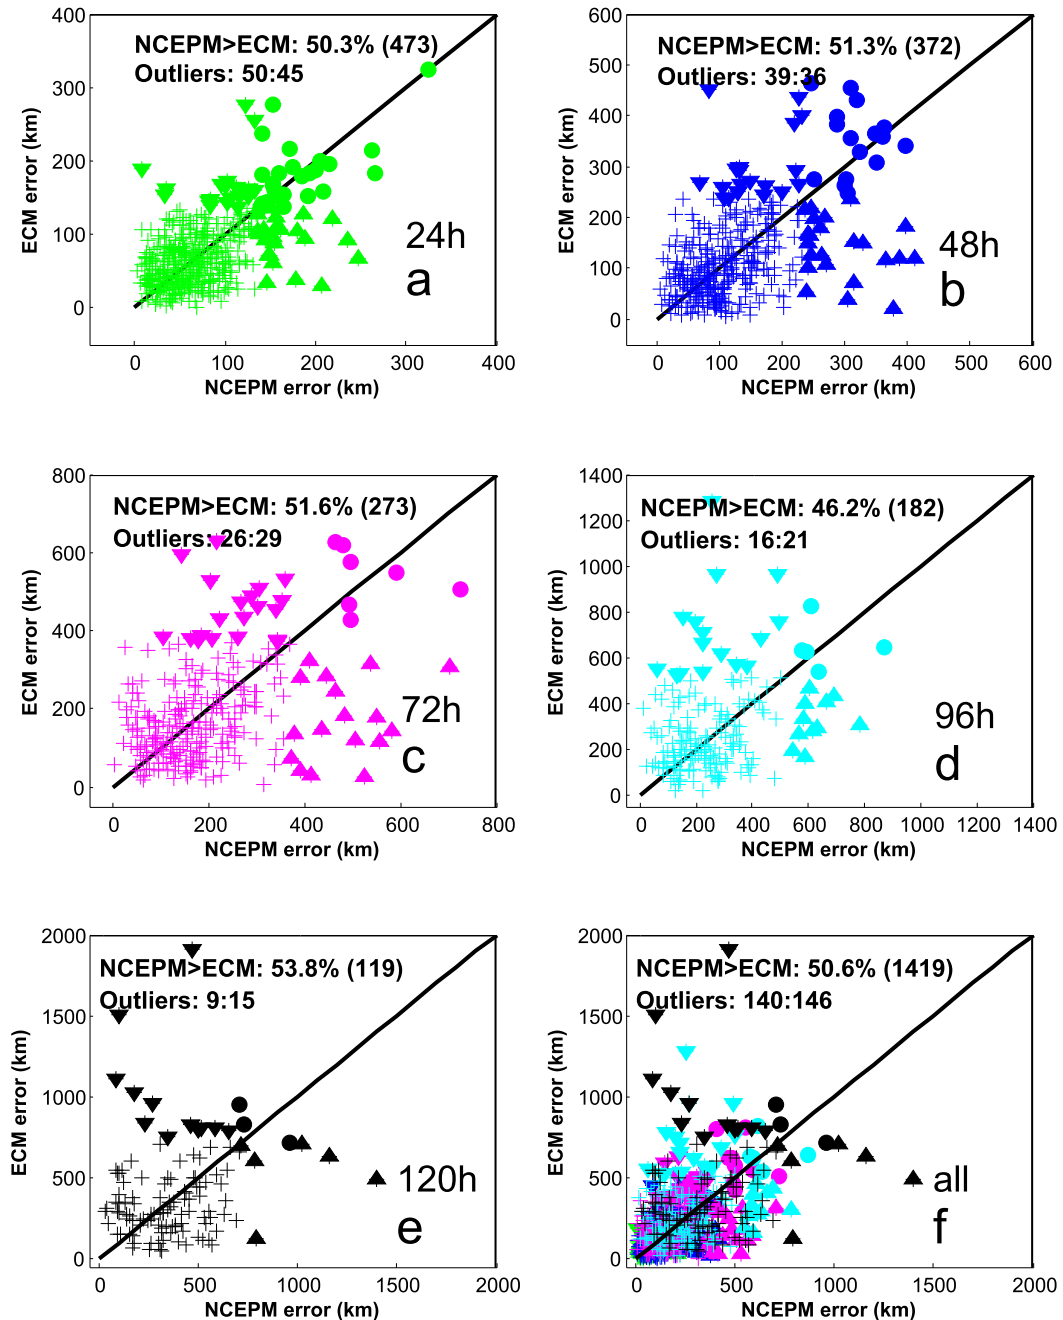 NCEPM>ECM: 50.3% (473)
Outliers: 50:45
400
300
200
100
0
ECM error (km)
24h
a
0 100 200 300 400
NCEPM error (km)
NCEPM>ECM: 51.3% (372)
Outliers: 39:36
600
500
400
300
200
100
0
ECM error (km)
48h
b
0 100 200 300 400 500 600
NCEPM error (km)
NCEPM>ECM: 51.6% (273)
Outliers: 26:29
800
600
400
200
0
ECM error (km)
72h
c
0 200 400 600 800
NCEPM error (km)
NCEPM>ECM: 46.2% (182)
Outliers: 16:21
1400
1200
1000
800
600
400
200
0
ECM error (km)
96h
d
0 200 400 600 800 1000 1200 1400
NCEPM error (km)
NCEPM>ECM: 53.8% (119)
Outliers: 9:15
2000
1500
1000
500
0
ECM error (km)
120h
e
0 500 1000 1500 2000
NCEPM error (km)
NCEPM>ECM: 50.6% (1419)
Outliers: 140:146
2000
1500
1000
500
0
ECM error (km)
all
f
0 500 1000 1500 2000
NCEPM error (km)